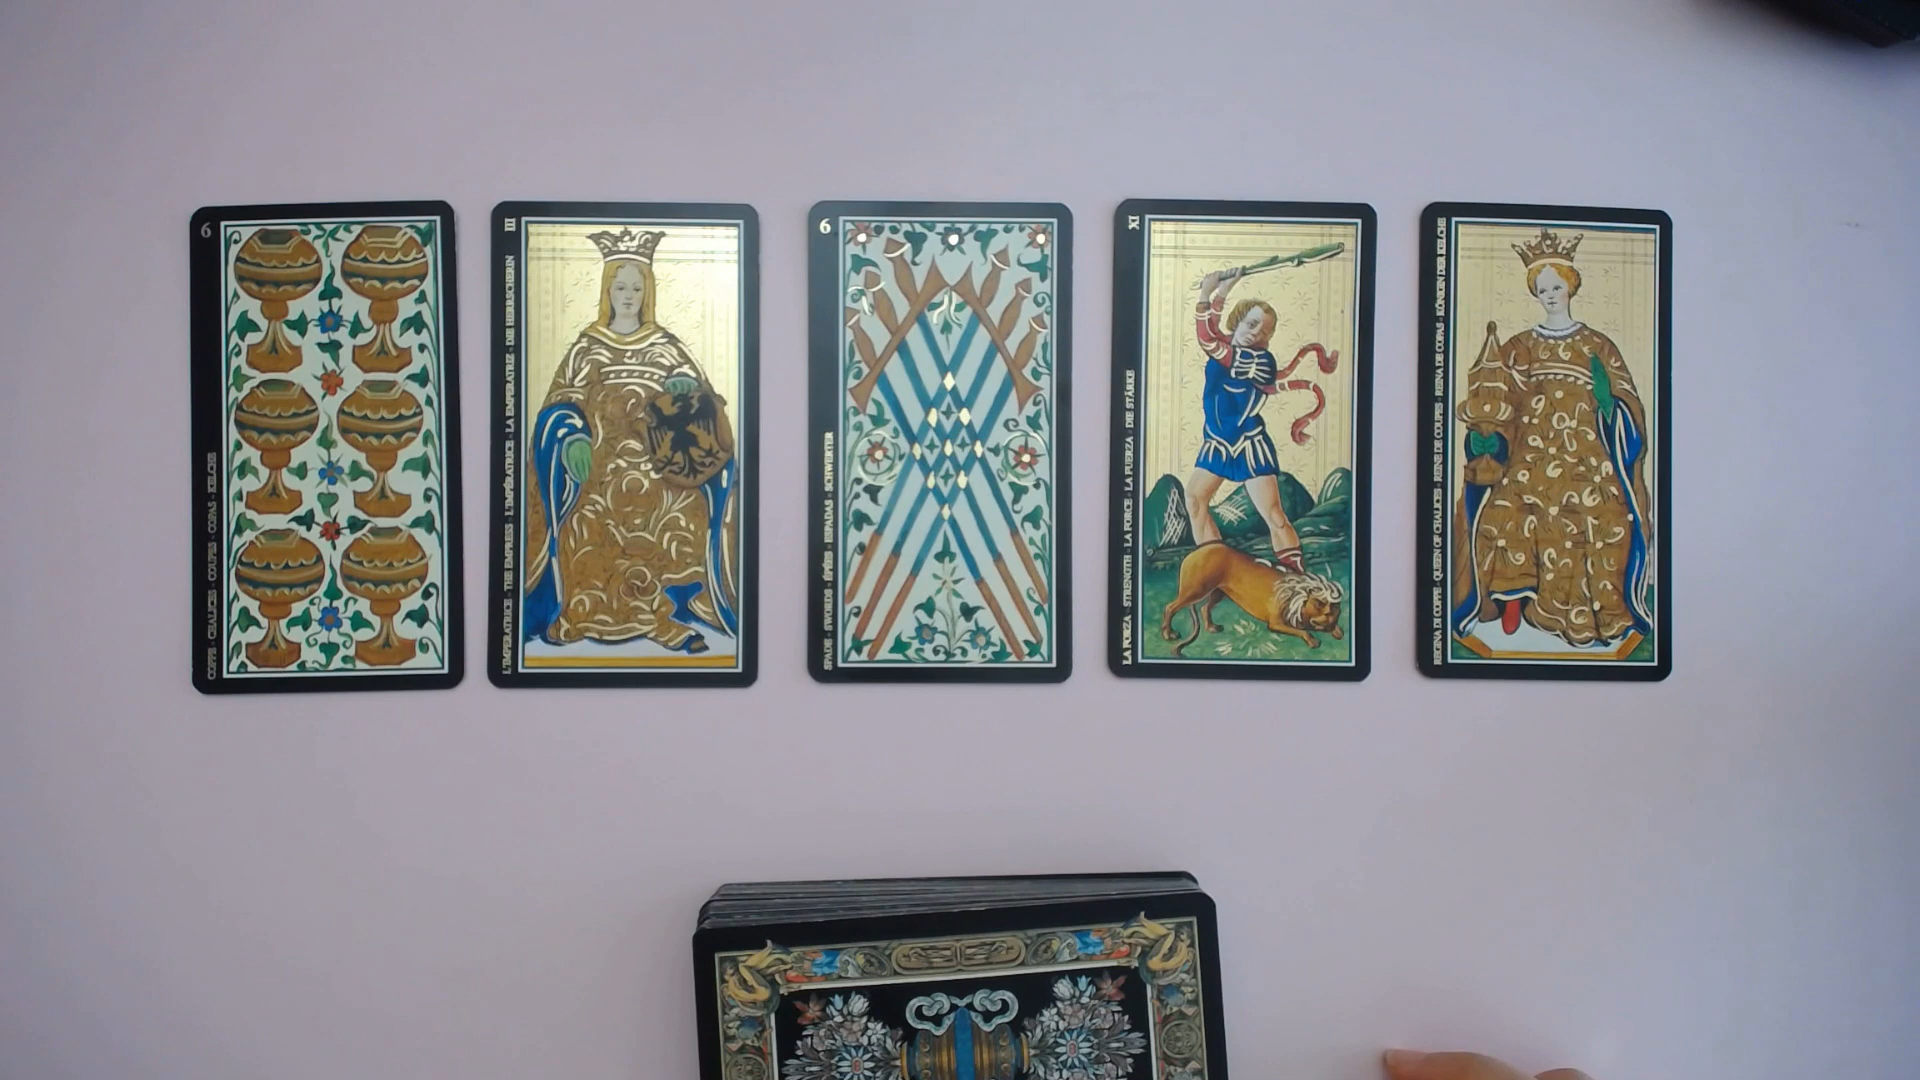 6
COPPE - CHALICES - COUPES - COPAS - KELCHE
III
L'IMPERATRICE - THE EMPRESS - L'IMPÉRATRICE - LA EMPERATRIZ - DIE HERRSCHERIN
6
SPADE - SWORDS - ÉPÉES - ESPADAS - SCHWERTER
XI
LA FORZA - STRENGTH - LA FORCE - LA FUERZA - DIE STÄRKE
REGINA DI COPPE - QUEEN OF CHALICES - REINE DE COUPES - REINA DE COPAS - KÖNIGIN DER KELCHE